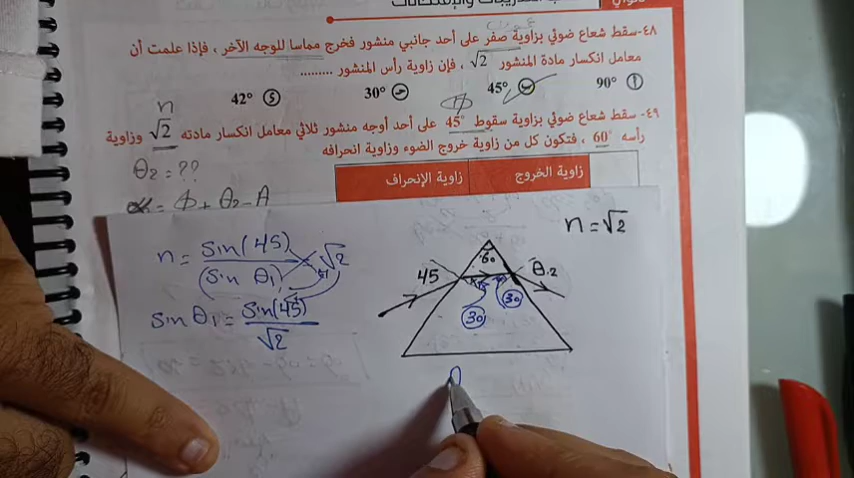 ٤٨-سقط شعاع ضوئي بزاوية صفر على أحد جانبي منشور فخرج مماسا للوجه الآخر ، فإذا علمت أن
معامل انكسار مادة المنشور √2 ، فإن زاوية رأس المنشور .........
أ 90° ب 45° ج 30° د 42°
٤٩- سقط شعاع ضوئي بزاوية سقوط 45° على أحد أوجه منشور ثلاثي معامل انكسار مادته √2 وزاوية
رأسه 60° ، فتكون كل من زاوية خروج الضوء وزاوية انحرافه
زاوية الخروج زاوية الإنحراف
n
ϕ
θ2 = ??
α = ϕ + θ2 - A
n = sin(45) / (sin θ1) √2
sin θ1 = sin(45) / √2
n = √2
60
45
θ2
30
30